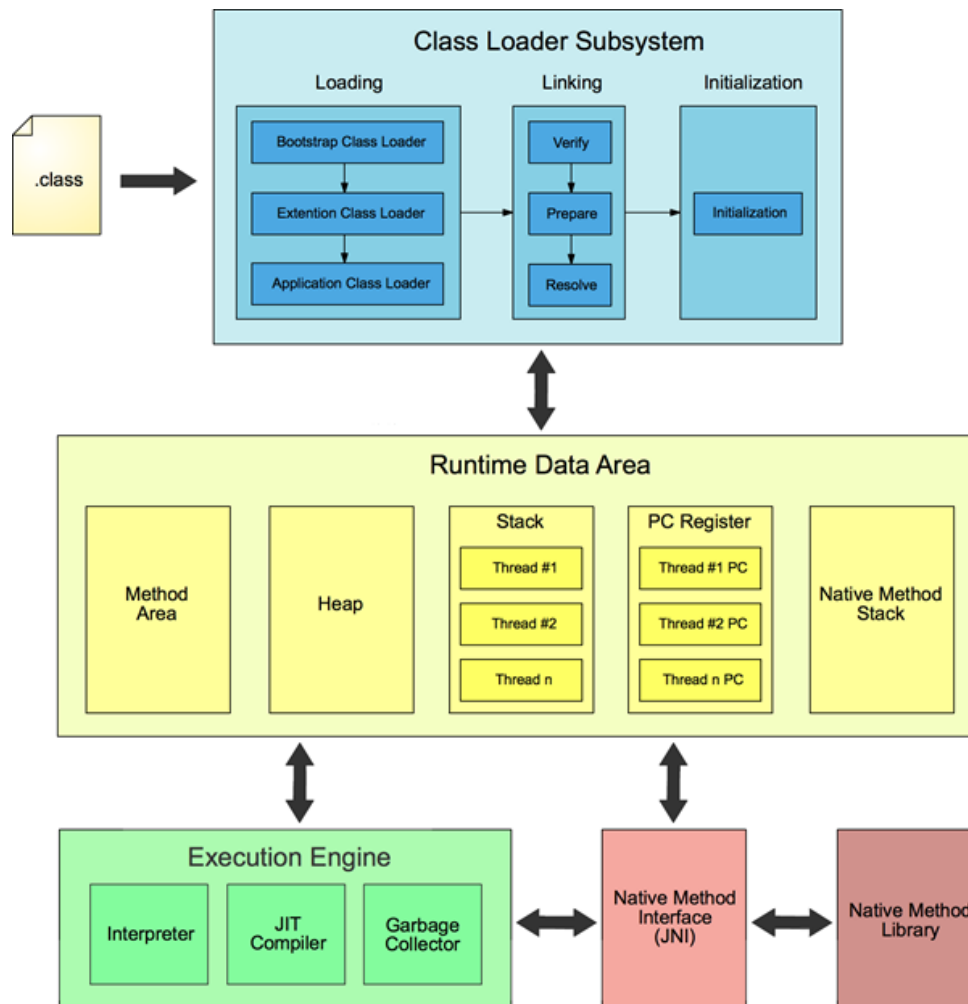 Class Loader Subsystem
Loading
Linking
Initialization
.class
Bootstrap Class Loader
Extention Class Loader
Application Class Loader
Verify
Prepare
Resolve
Initialization
Runtime Data Area
Method
Area
Heap
Stack
Thread #1
Thread #2
Thread n
PC Register
Thread #1 PC
Thread #2 PC
Thread n PC
Native Method
Stack
Execution Engine
Interpreter
JIT
Compiler
Garbage
Collector
Native Method
Interface
(JNI)
Native Method
Library